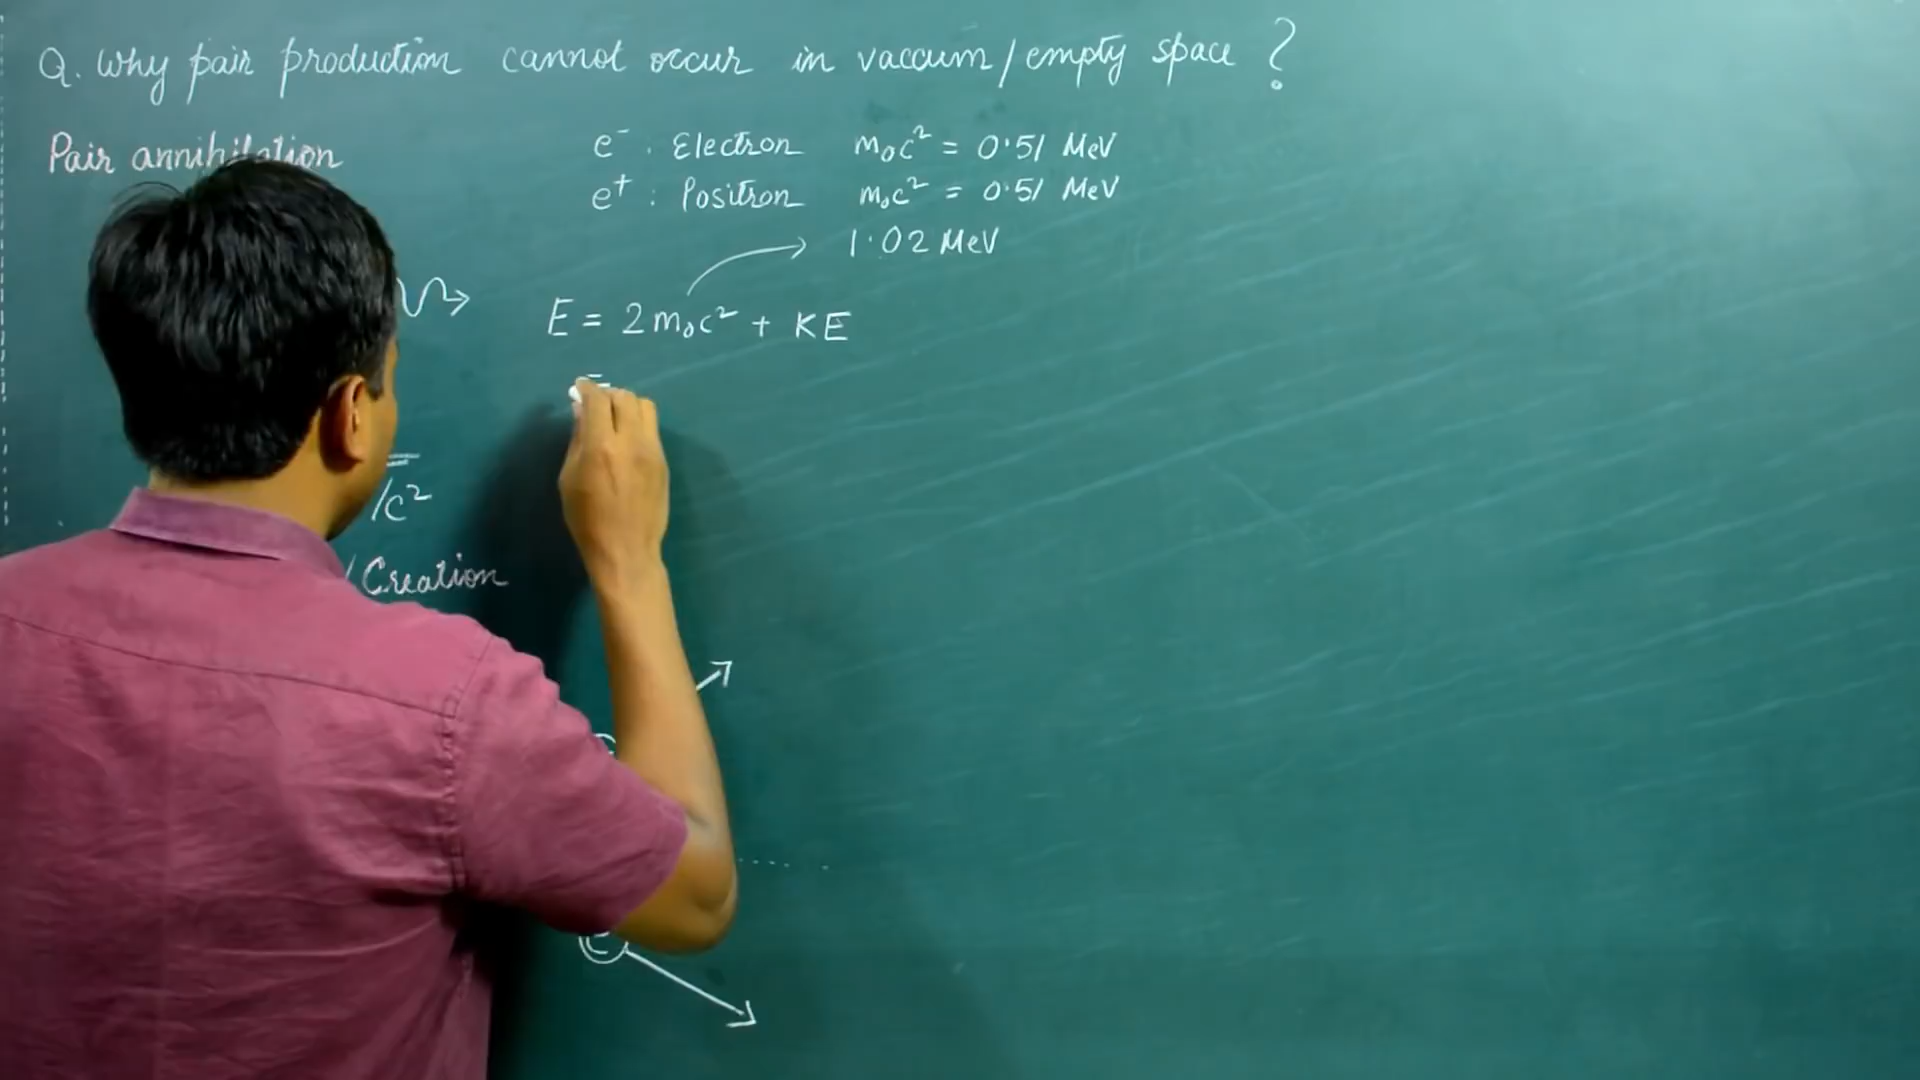 Q. Why pair production cannot occur in vaccum/empty space?
Pair annihilation
e⁻ : Electron m₀c² = 0.51 MeV
e⁺ : Positron m₀c² = 0.51 MeV
1.02 MeV
E = 2m₀c² + KE
/c²
/Creation